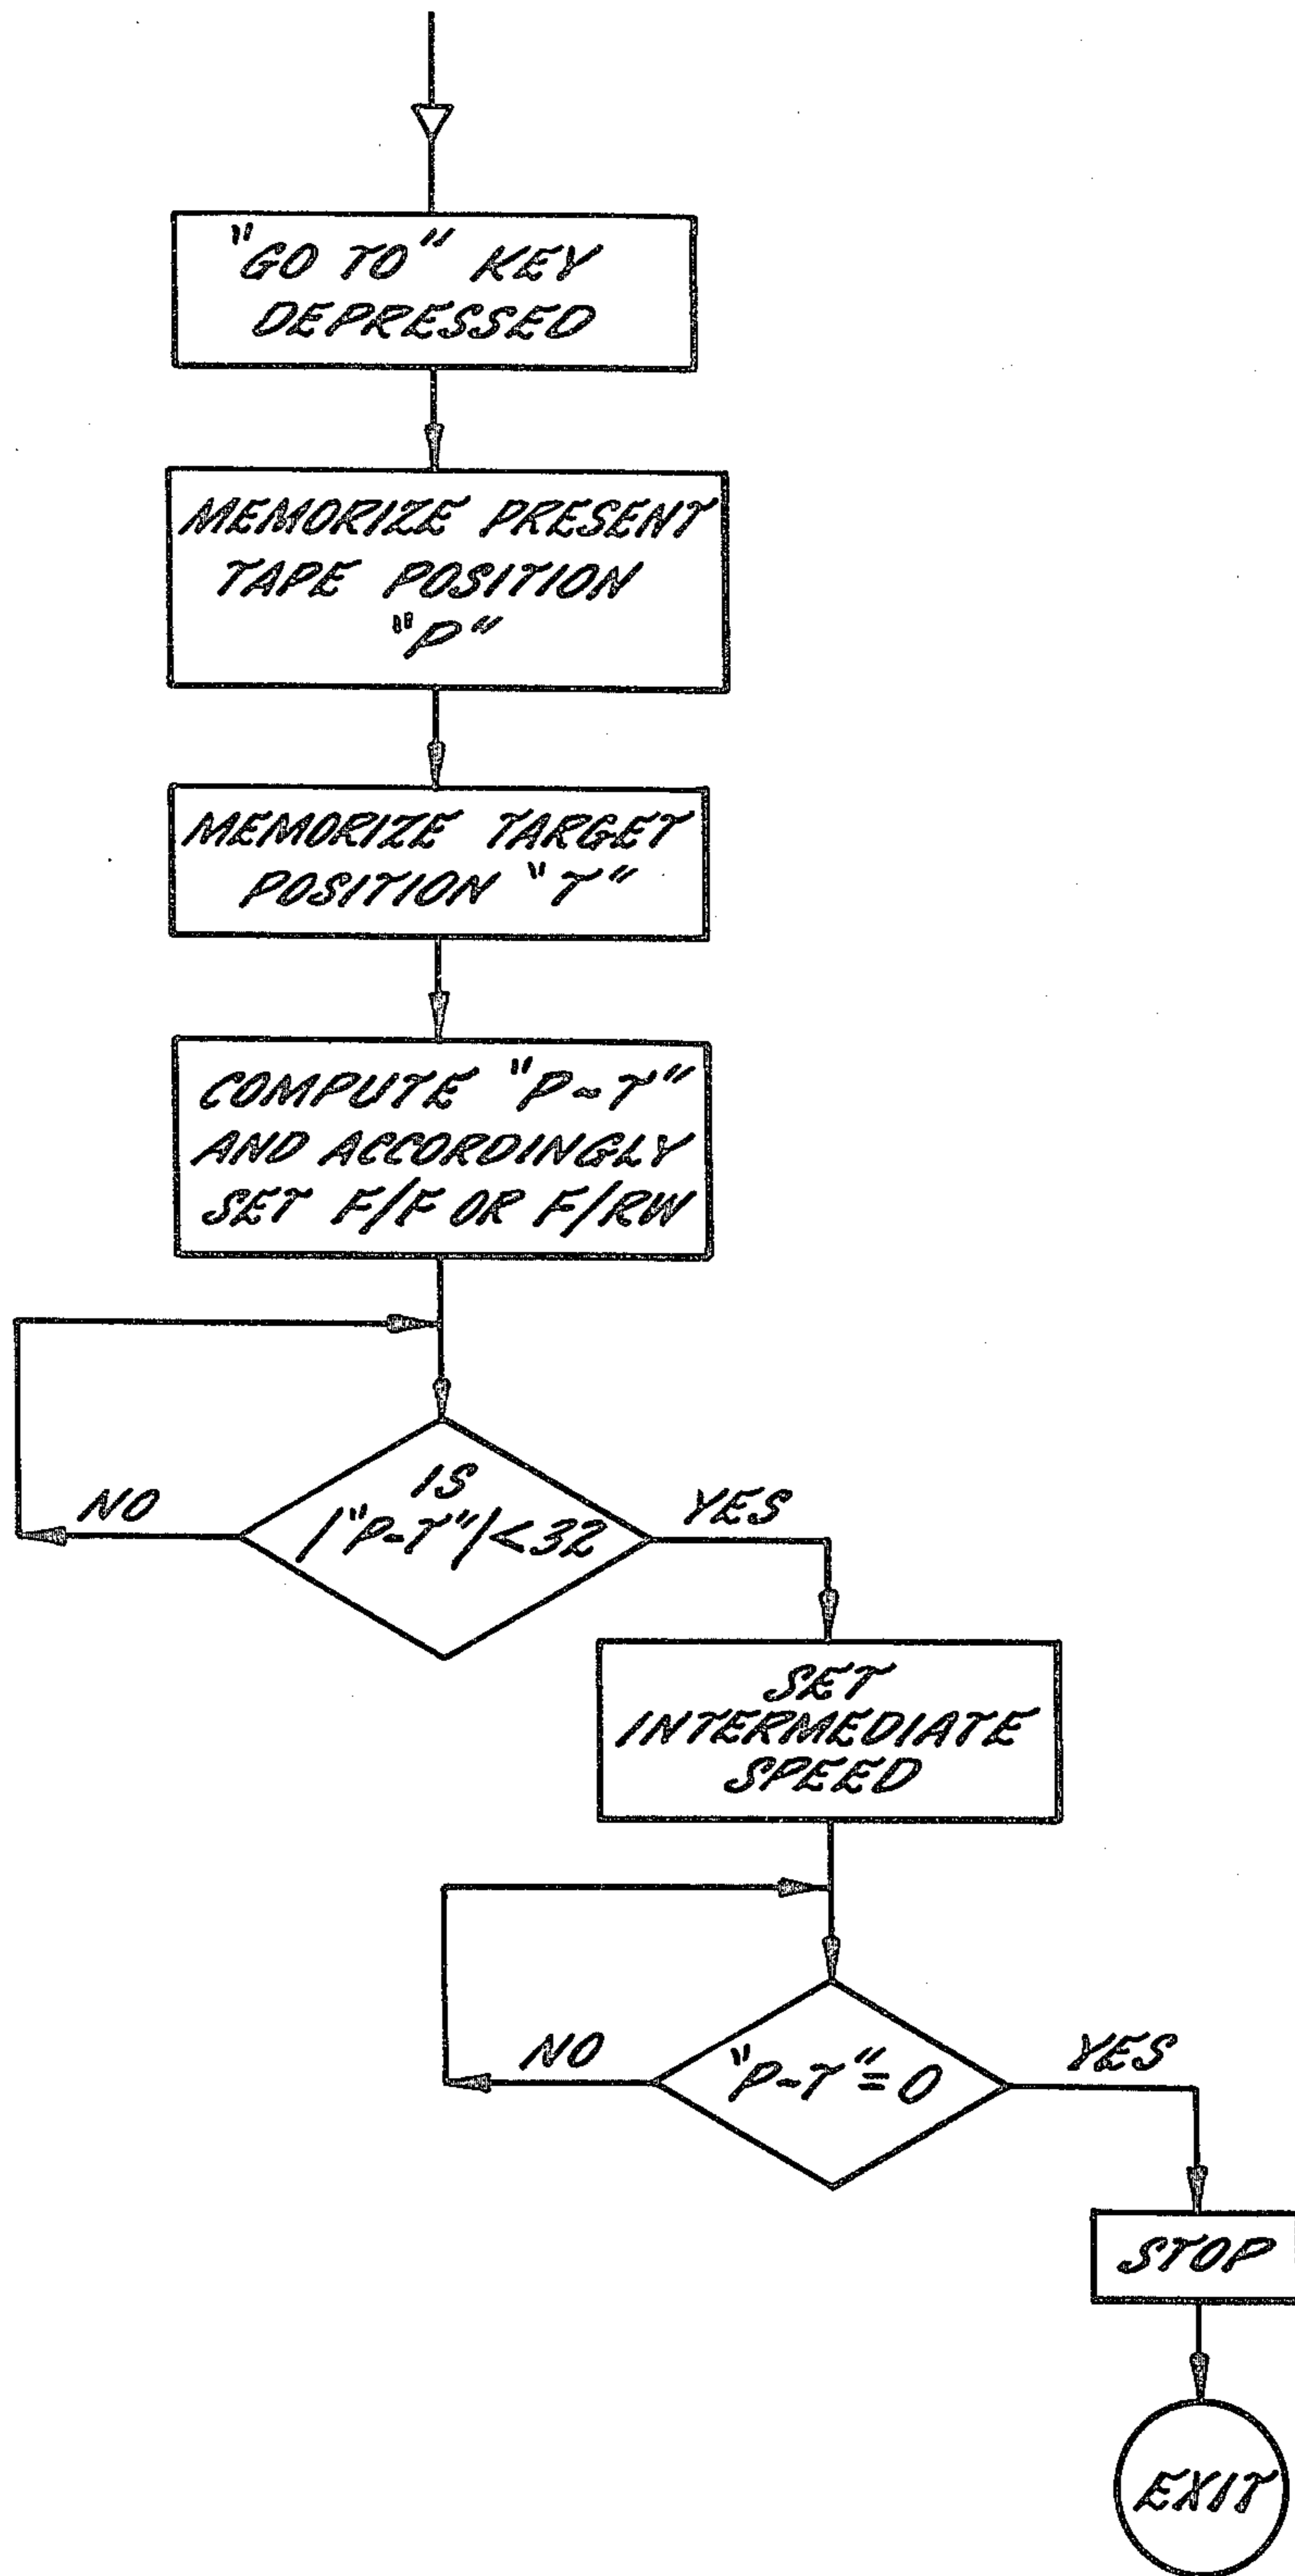 "GO TO" KEY
DEPRESSED
MEMORIZE PRESENT
TAPE POSITION
"P"
MEMORIZE TARGET
POSITION "T"
COMPUTE "P-T"
AND ACCORDINGLY
SET F/F OR F/RW
IS
|"P-T"|<32
NO
YES
SET
INTERMEDIATE
SPEED
"P-T"=0
NO
YES
STOP
EXIT